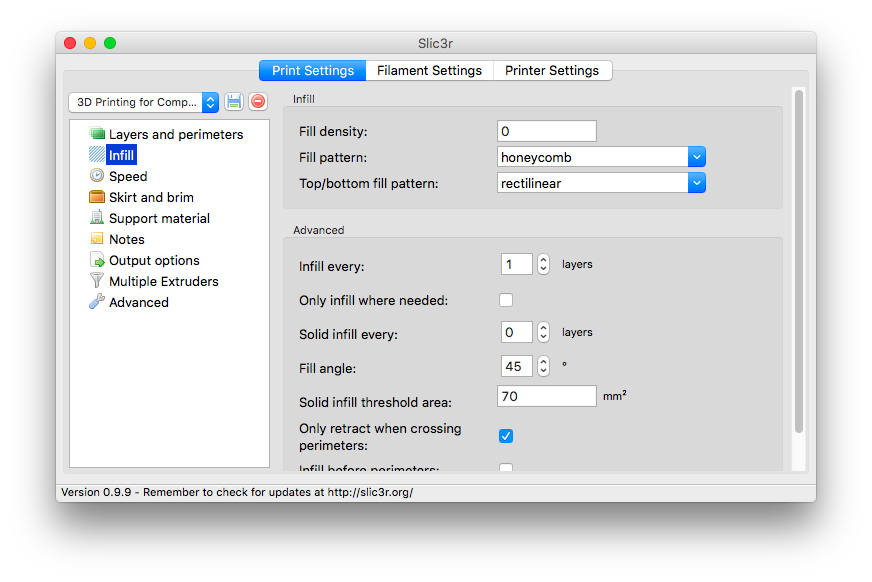 Slic3r
Print Settings Filament Settings Printer Settings
3D Printing for Comp...
Layers and perimeters
Infill
Speed
Skirt and brim
Support material
Notes
Output options
Multiple Extruders
Advanced
Infill
Fill density: 0
Fill pattern: honeycomb
Top/bottom fill pattern: rectilinear
Advanced
Infill every: 1 layers
Only infill where needed:
Solid infill every: 0 layers
Fill angle: 45 °
Solid infill threshold area: 70 mm²
Only retract when crossing
perimeters:
Infill before perimeters:
Version 0.9.9 - Remember to check for updates at http://slic3r.org/